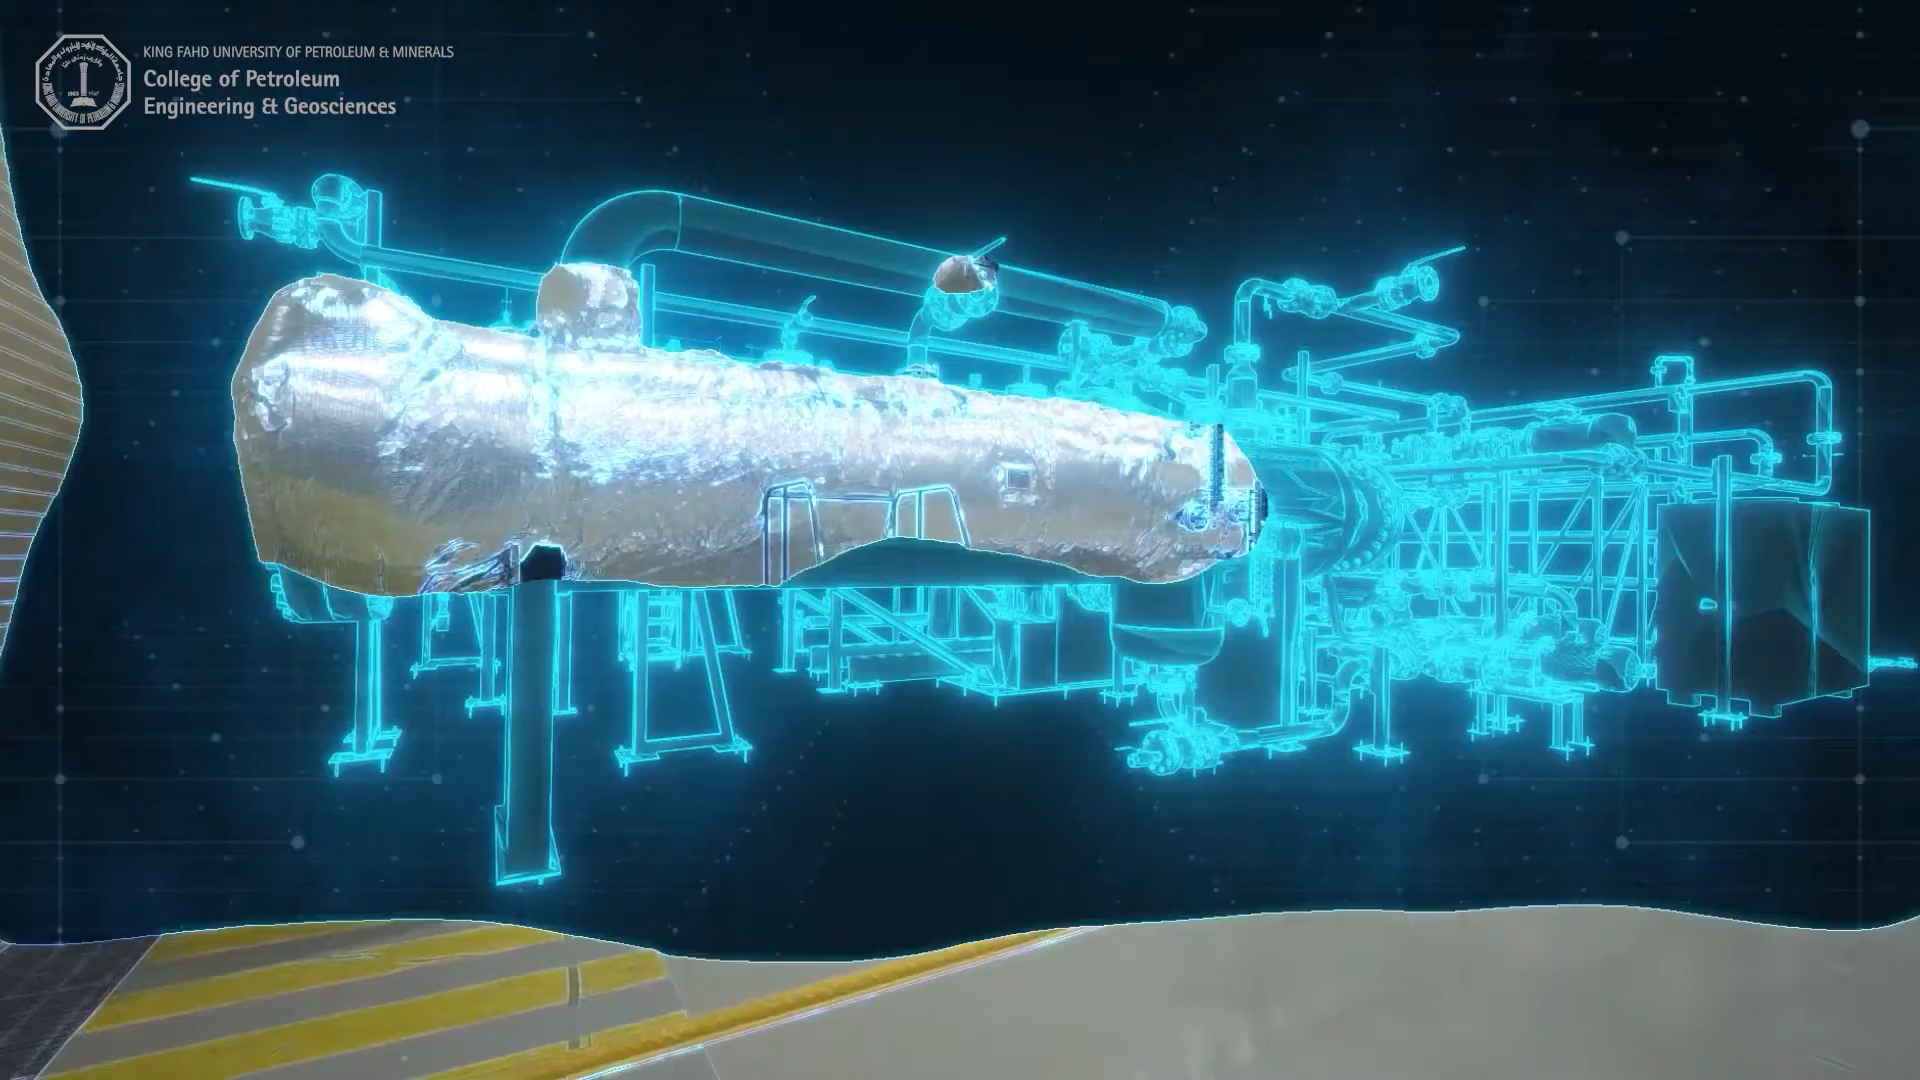 KING FAHD UNIVERSITY OF PETROLEUM & MINERALS
College of Petroleum
Engineering & Geosciences